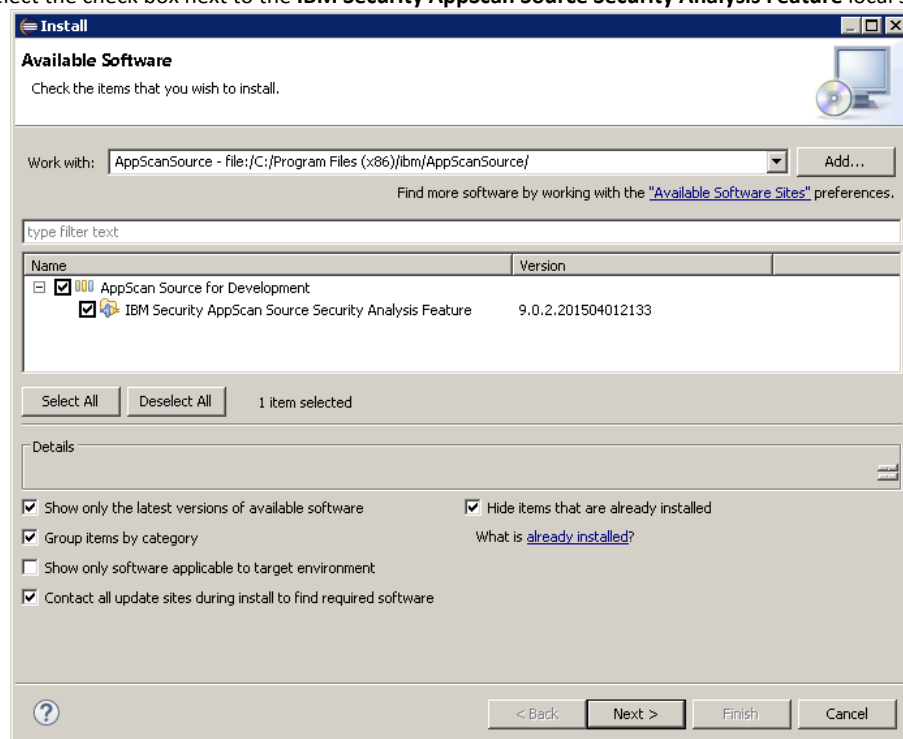 lect the check box next to the IBM Security AppScan Source Security Analysis Feature local s
Install
Available Software
Check the items that you wish to install.
Work with: AppScanSource - file:/C:/Program Files (x86)/ibm/AppScanSource/ Add...
Find more software by working with the "Available Software Sites" preferences.
type filter text
Name Version
AppScan Source for Development
IBM Security AppScan Source Security Analysis Feature 9.0.2.201504012133
Select All Deselect All 1 item selected
Details
Show only the latest versions of available software Hide items that are already installed
Group items by category What is already installed?
Show only software applicable to target environment
Contact all update sites during install to find required software
? < Back Next > Finish Cancel